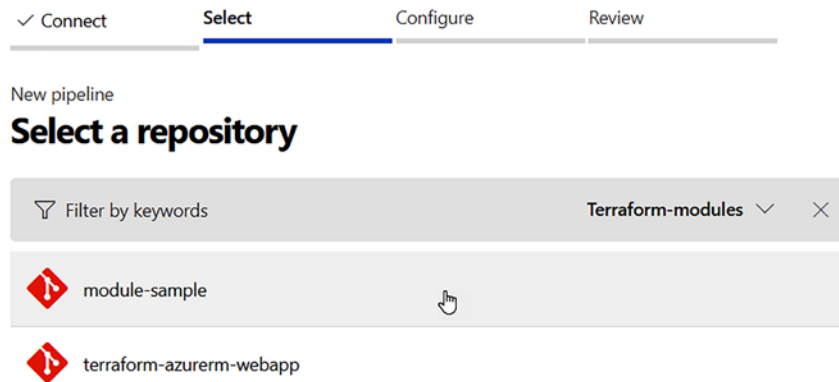 ✓ Connect Select Configure Review
New pipeline
Select a repository
Filter by keywords Terraform-modules
module-sample
terraform-azurerm-webapp